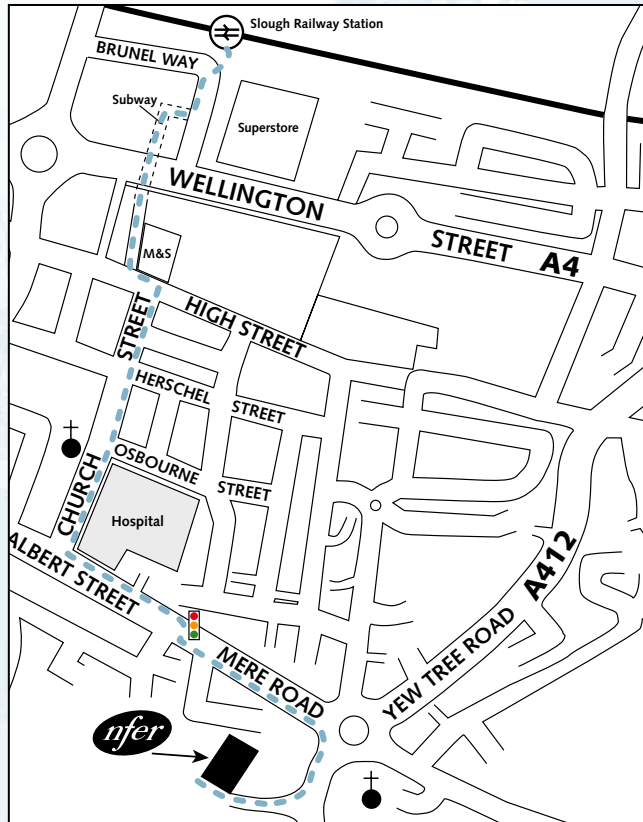 Slough Railway Station
BRUNEL WAY
Subway
Superstore
WELLINGTON
STREET A4
M&S
HIGH STREET
STREET
HERSCHEL STREET
OSBOURNE STREET
CHURCH
Hospital
ALBERT STREET
MERE ROAD
YEW TREE ROAD A412
nfer